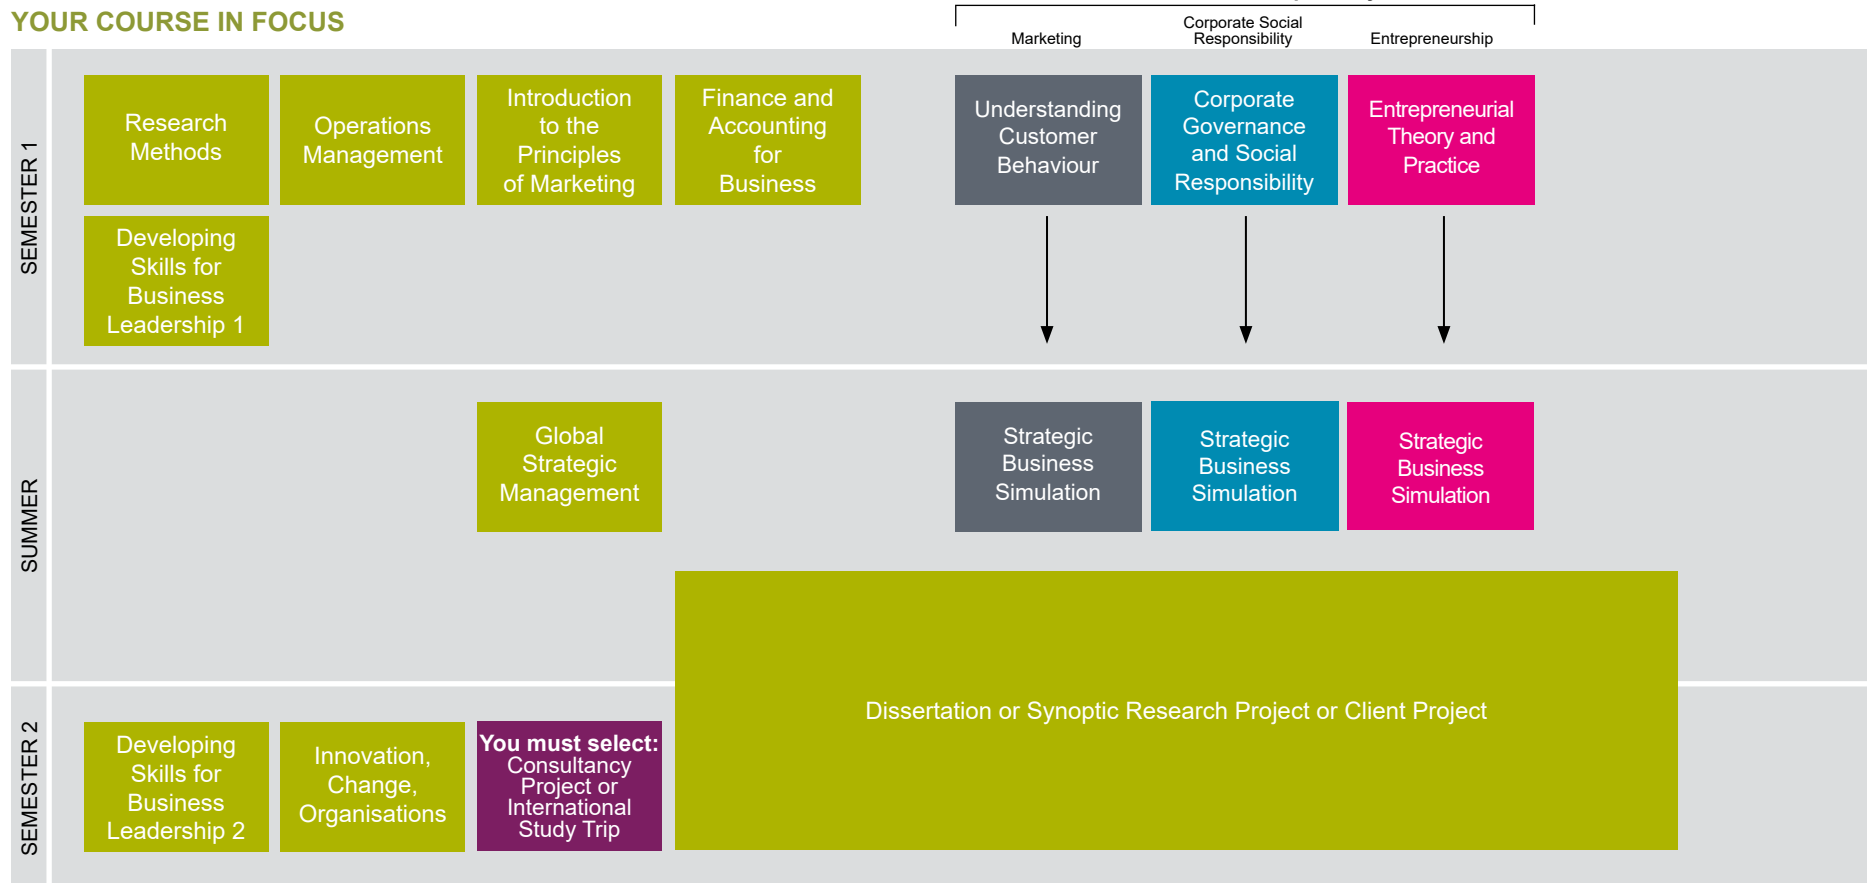 YOUR COURSE IN FOCUS
Marketing
Corporate Social
Responsibility
Entrepreneurship
SEMESTER 1
Research
Methods
Operations
Management
Introduction
to the
Principles
of Marketing
Finance and
Accounting
for
Business
Understanding
Customer
Behaviour
Corporate
Governance
and Social
Responsibility
Entrepreneurial
Theory and
Practice
Developing
Skills for
Business
Leadership 1
SUMMER
Global
Strategic
Management
Strategic
Business
Simulation
Strategic
Business
Simulation
Strategic
Business
Simulation
Dissertation or Synoptic Research Project or Client Project
SEMESTER 2
Developing
Skills for
Business
Leadership 2
Innovation,
Change,
Organisations
You must select:
Consultancy
Project or
International
Study Trip